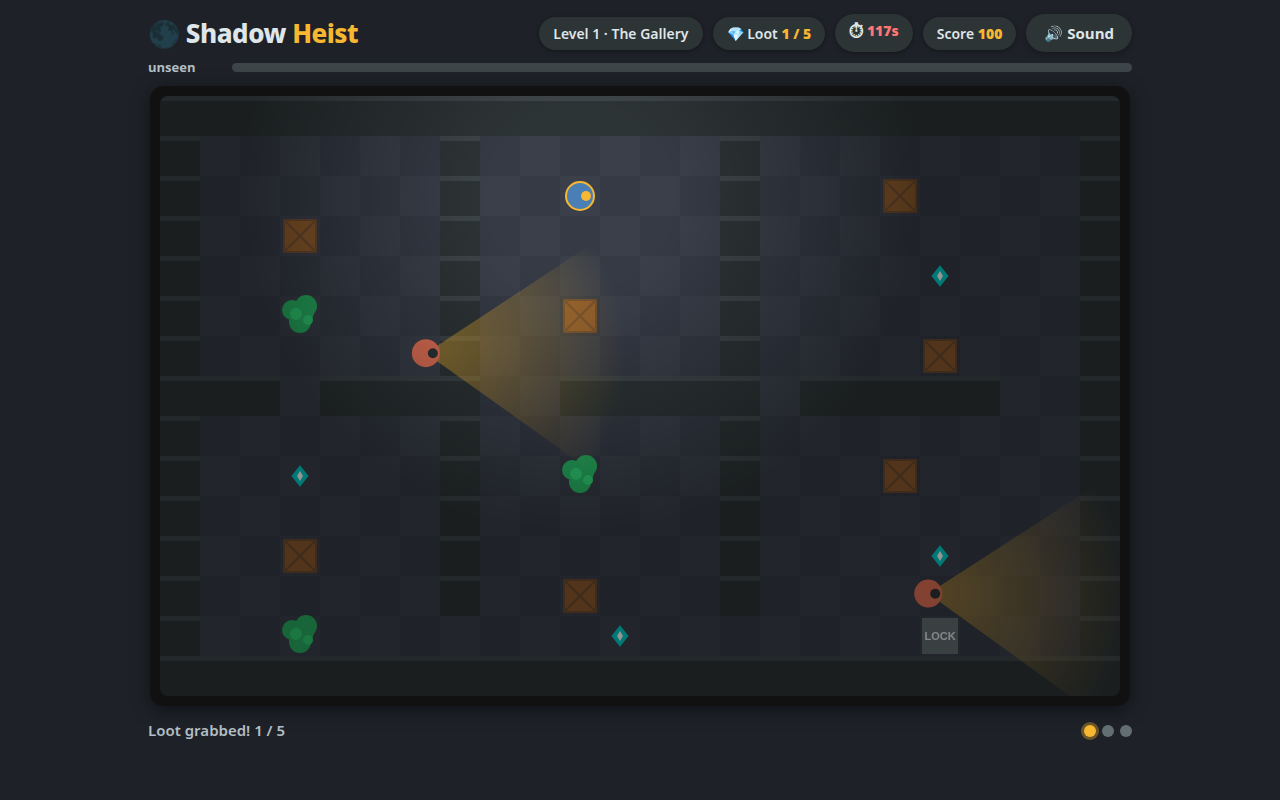 Shadow Heist
Level 1 · The Gallery
💎 Loot 1 / 5
⏱ 117s
Score 100
🔊 Sound
unseen
LOCK
Loot grabbed! 1 / 5